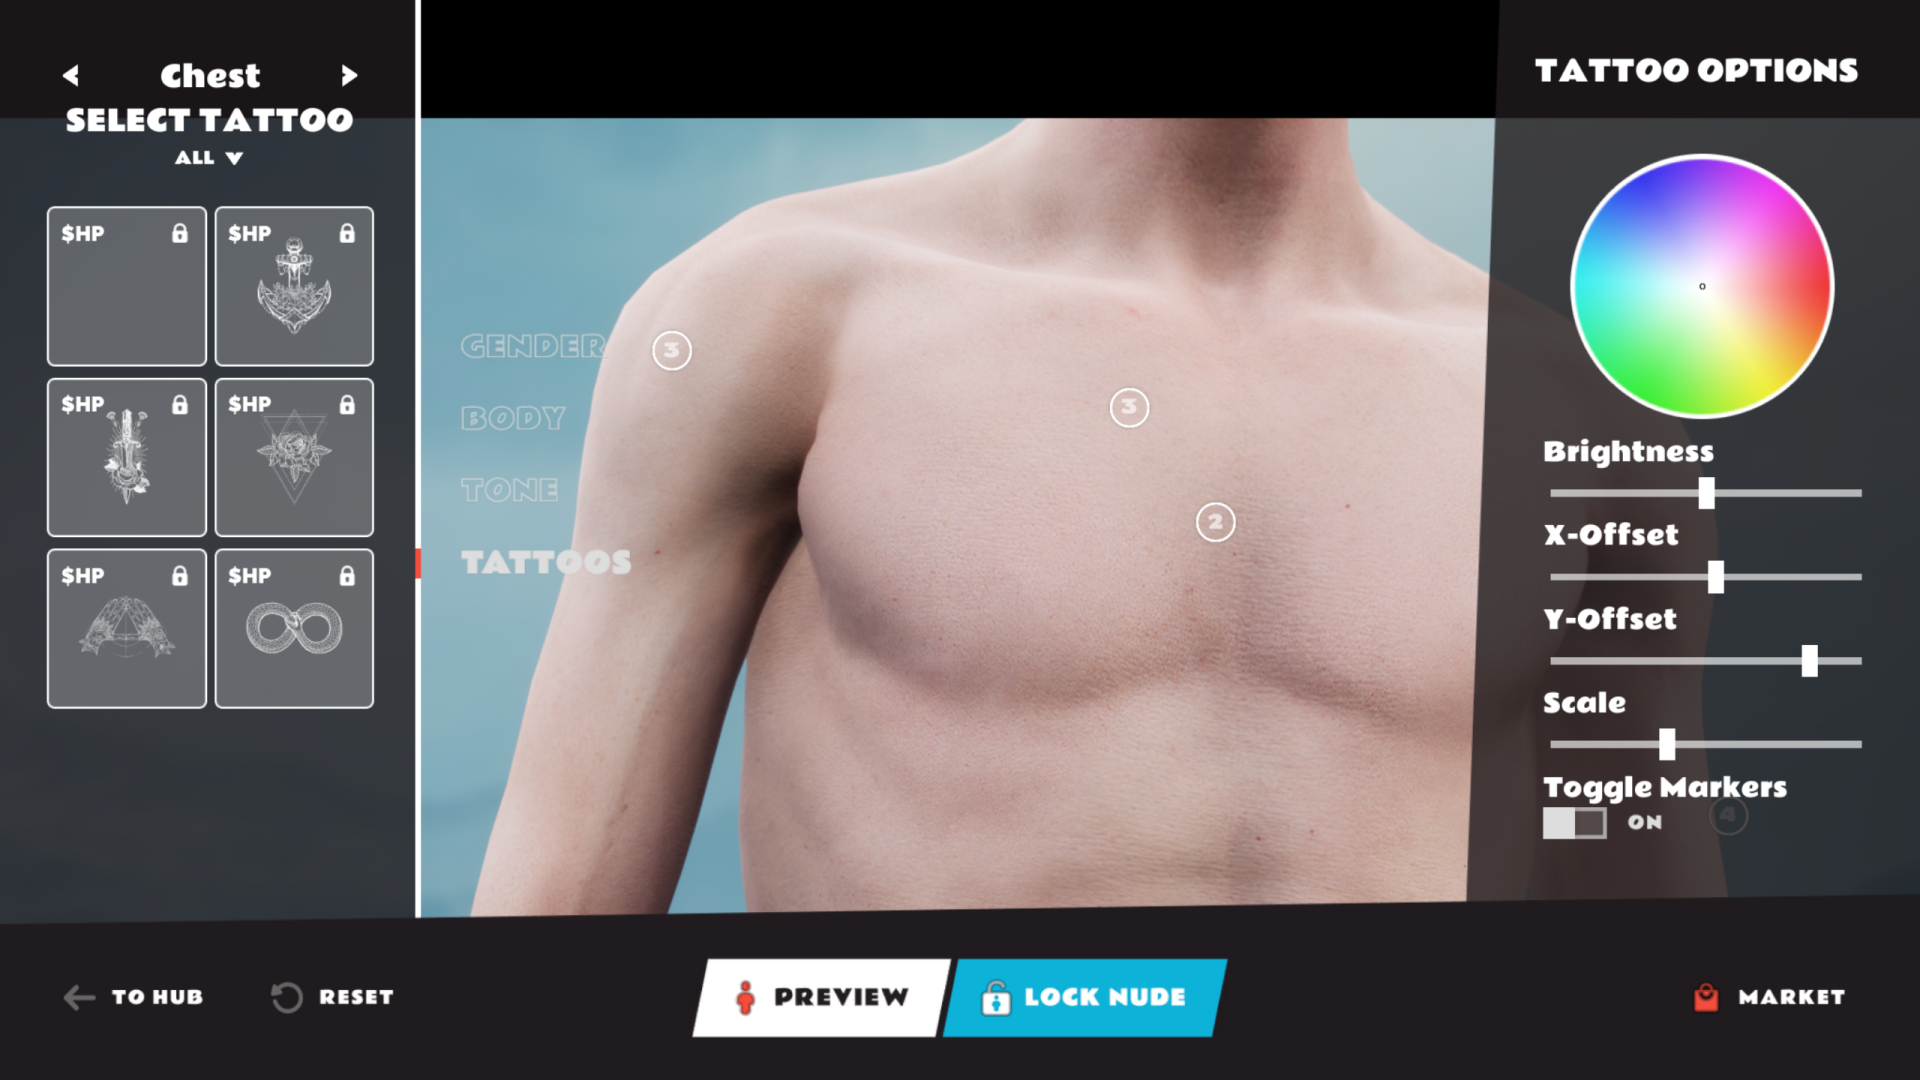 Chest
SELECT TATTOO
ALL
$HP
$HP
$HP
$HP
$HP
$HP
GENDER
BODY
TONE
TATTOOS
3
3
2
TATTOO OPTIONS
Brightness
X-Offset
Y-Offset
Scale
Toggle Markers
ON
4
TO HUB
RESET
PREVIEW
LOCK NUDE
MARKET